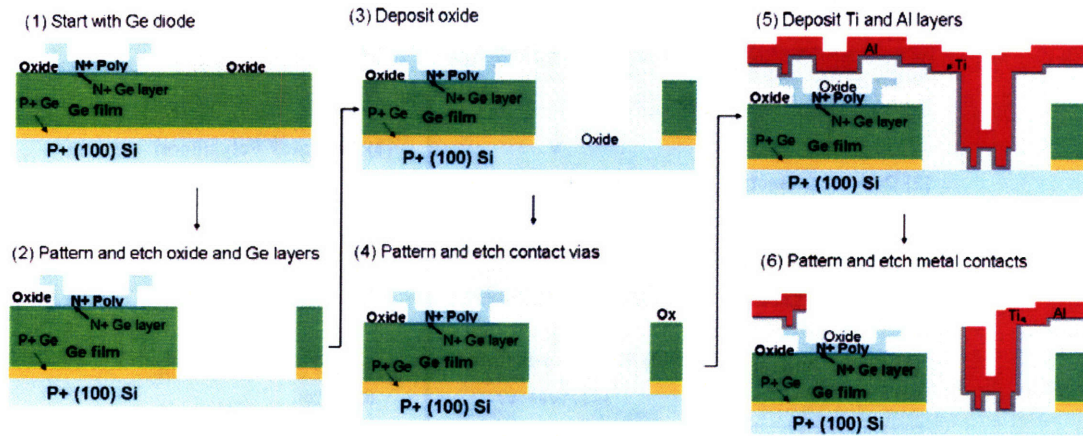 (1) Start with Ge diode
Oxide N+ Poly Oxide
N+ Ge layer
P+ Ge
Ge film
P+ (100) Si
(2) Pattern and etch oxide and Ge layers
Oxide N+ Poly
N+ Ge layer
P+ Ge
Ge film
P+ (100) Si
(3) Deposit oxide
Oxide N+ Poly
N+ Ge layer
P+ Ge
Ge film
Oxide
P+ (100) Si
(4) Pattern and etch contact vias
Oxide N+ Poly Ox
N+ Ge layer
P+ Ge
Ge film
P+ (100) Si
(5) Deposit Ti and Al layers
Al
Ti
Oxide
Oxide N+ Poly
N+ Ge layer
P+ Ge
Ge film
P+ (100) Si
(6) Pattern and etch metal contacts
Ti Al
Oxide
Oxide N+ Poly
N+ Ge layer
P+ Ge
Ge film
P+ (100) Si